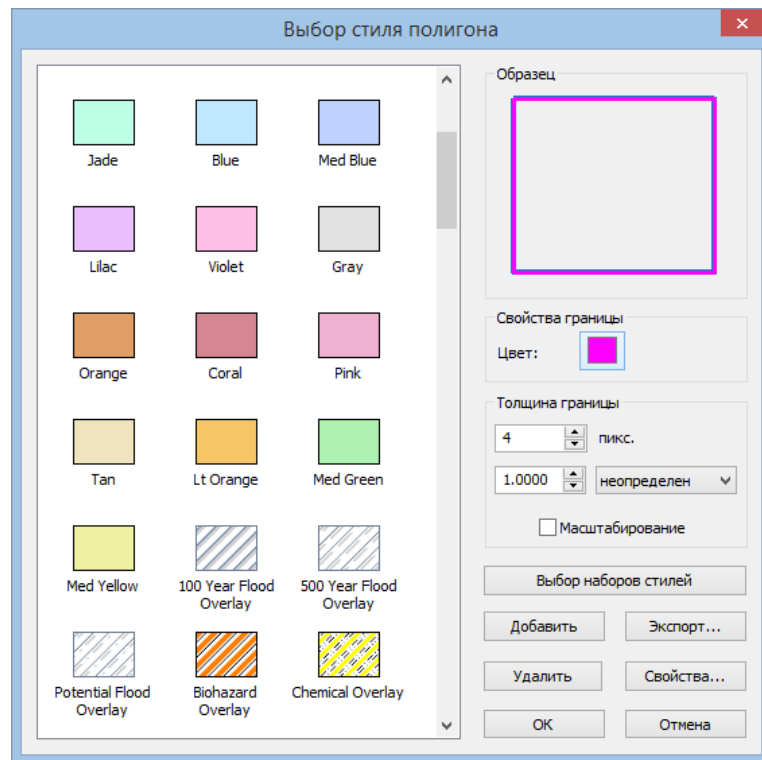 Выбор стиля полигона
Jade
Blue
Med Blue
Lilac
Violet
Gray
Orange
Coral
Pink
Tan
Lt Orange
Med Green
Med Yellow
100 Year Flood
Overlay
500 Year Flood
Overlay
Potential Flood
Overlay
Biohazard
Overlay
Chemical Overlay
Образец
Свойства границы
Цвет:
Толщина границы
4 пикс.
1.0000 неопределен
Масштабирование
Выбор наборов стилей
Добавить Экспорт...
Удалить Свойства...
ОК Отмена